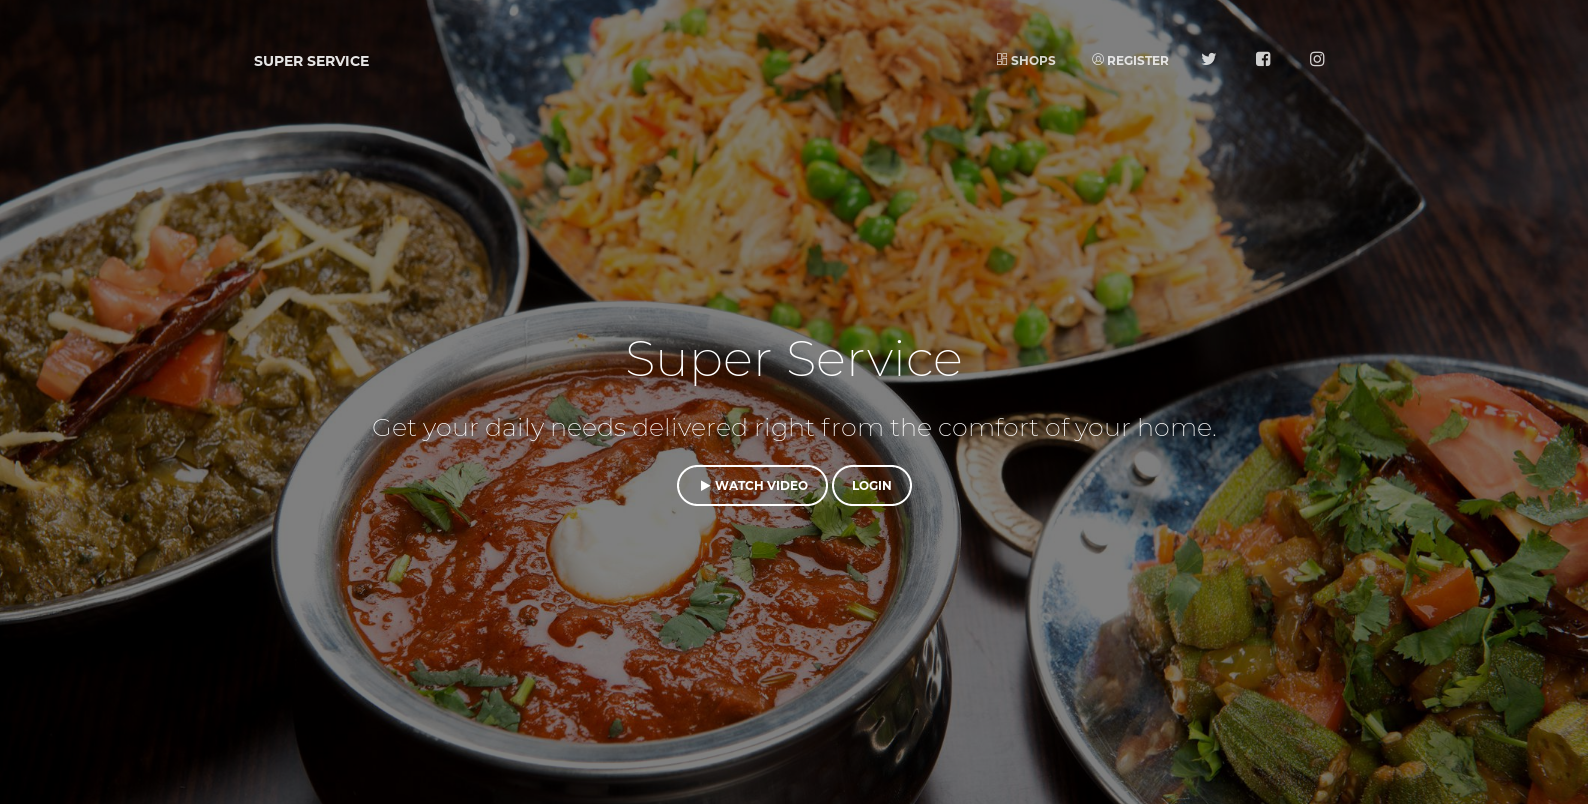 SUPER SERVICE
SHOPS
REGISTER
Super Service
Get your daily needs delivered right from the comfort of your home.
WATCH VIDEO
LOGIN